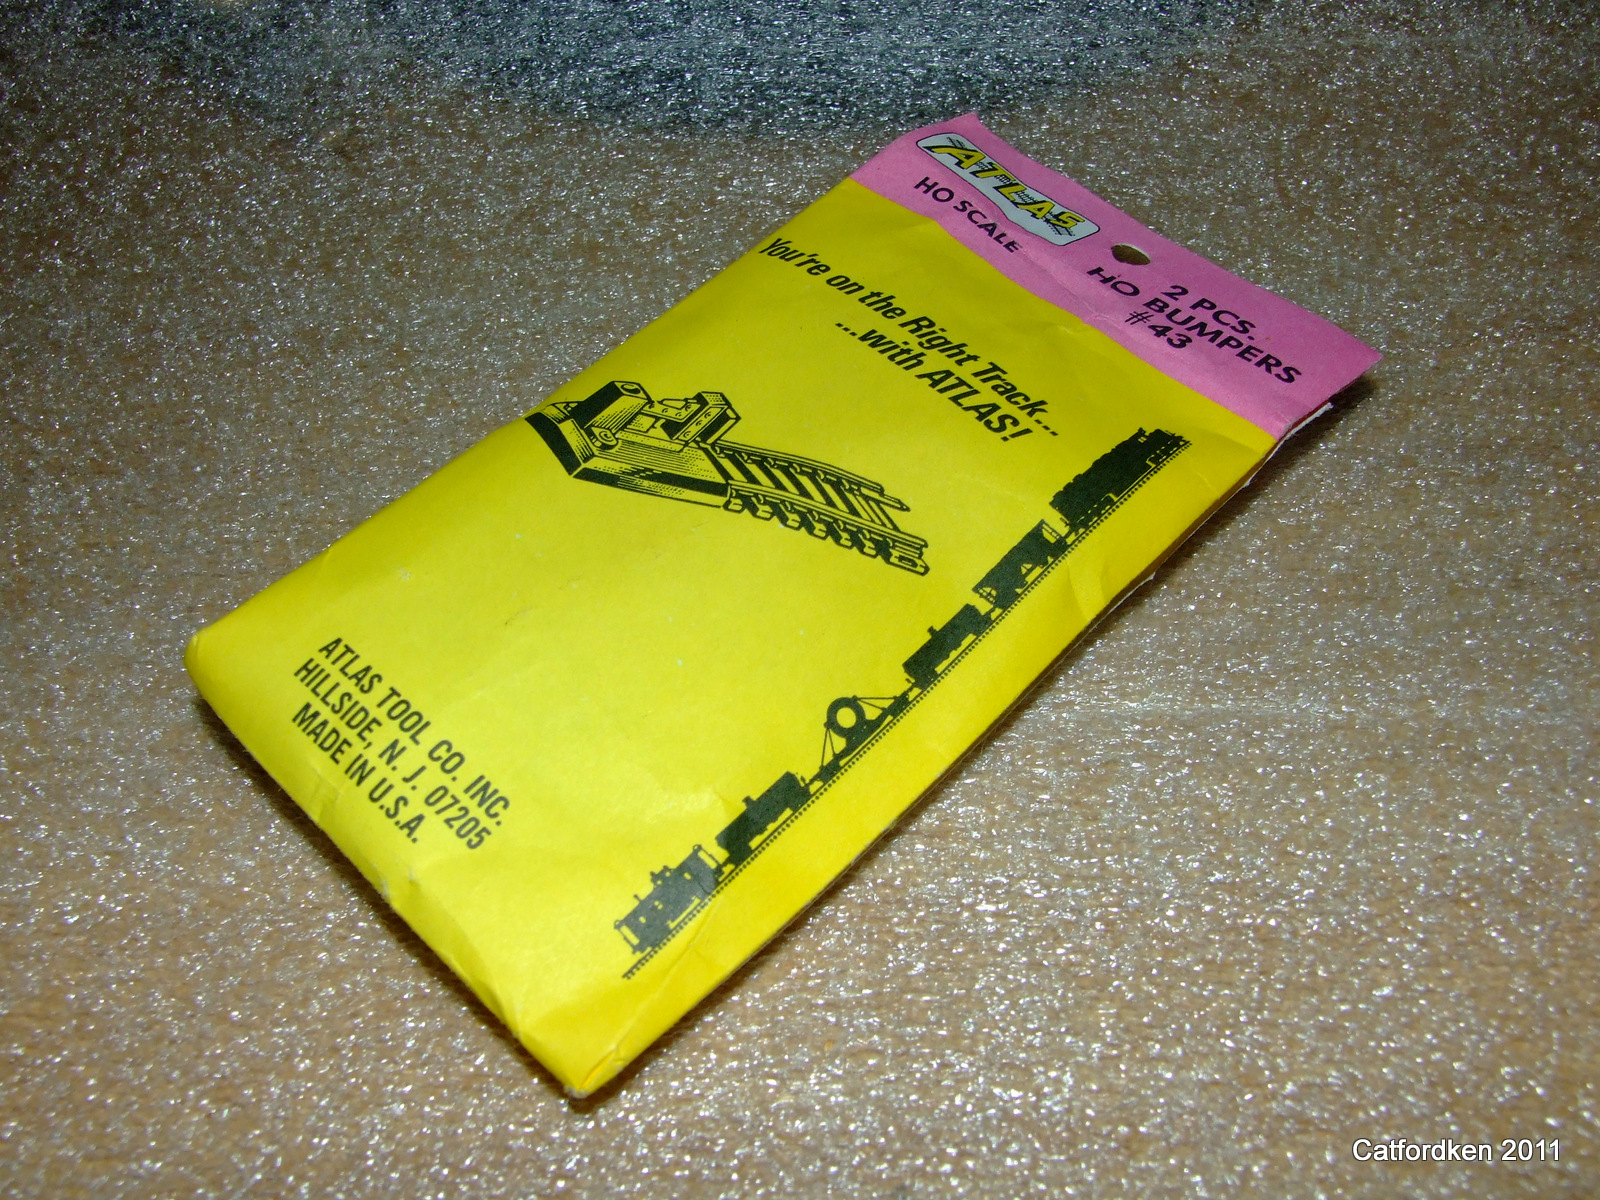 ATLAS
HO SCALE
2 PCS.
HO BUMPERS
#43
You're on the Right Track...
...with ATLAS!
ATLAS TOOL CO. INC.
HILLSIDE, N. J. 07205
MADE IN U.S.A.
Catfordken 2011